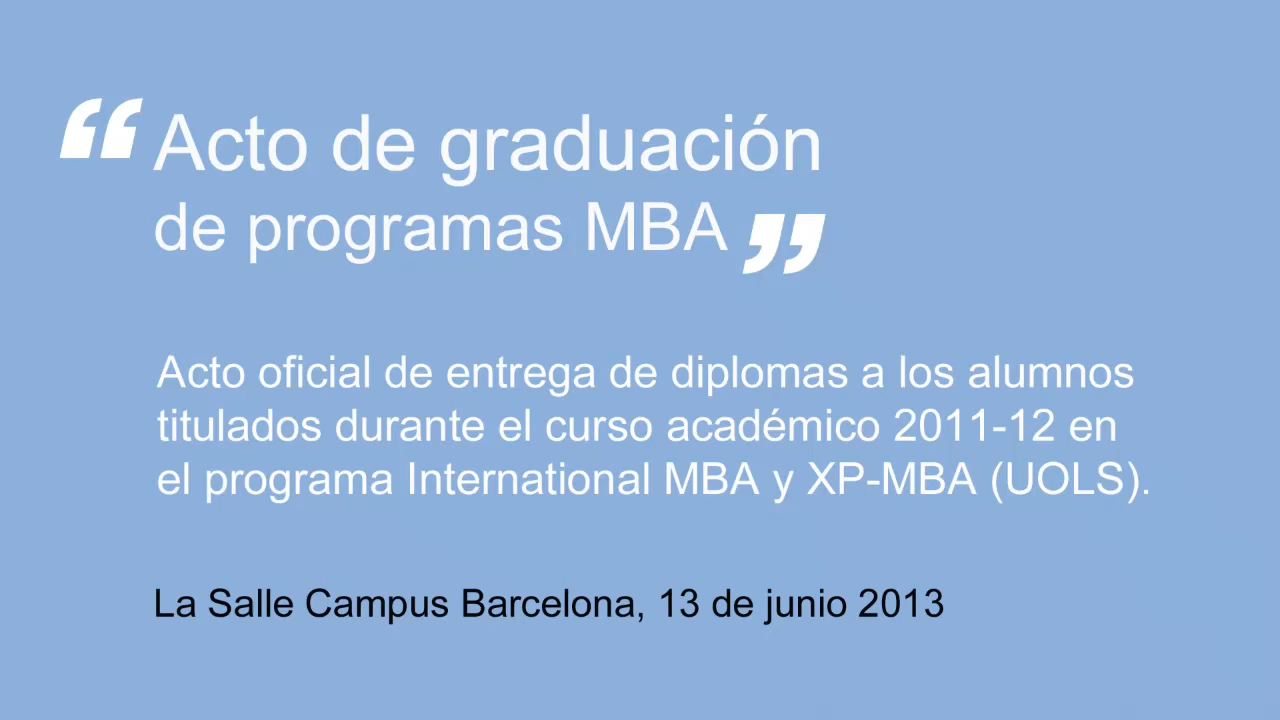 “Acto de graduación
de programas MBA”
Acto oficial de entrega de diplomas a los alumnos
titulados durante el curso académico 2011-12 en
el programa International MBA y XP-MBA (UOLS).
La Salle Campus Barcelona, 13 de junio 2013